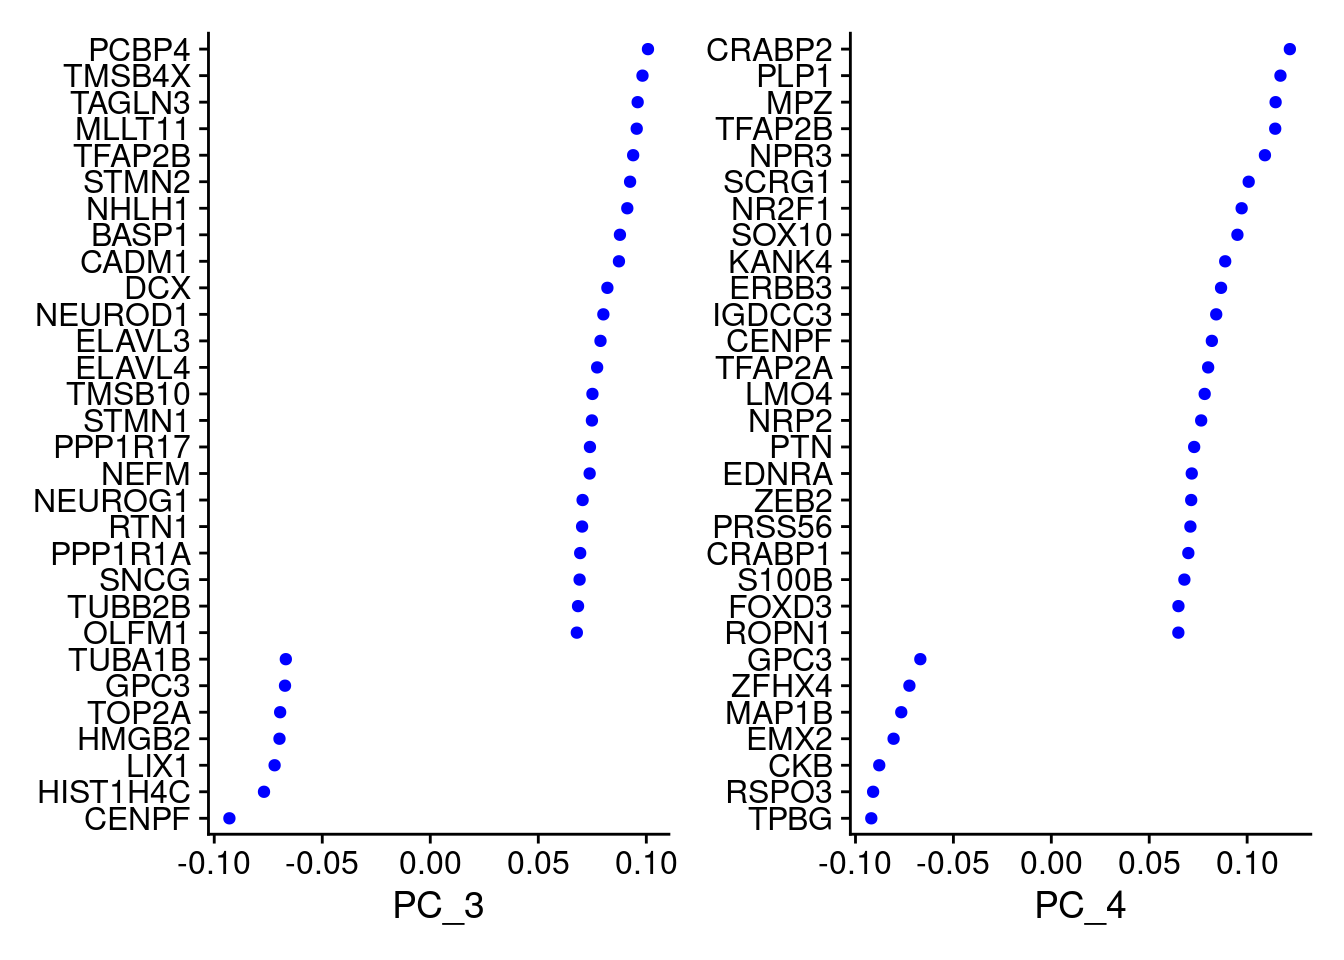 PCBP4
TMSB4X
TAGLN3
MLLT11
TFAP2B
STMN2
NHLH1
BASP1
CADM1
DCX
NEUROD1
ELAVL3
ELAVL4
TMSB10
STMN1
PPP1R17
NEFM
NEUROG1
RTN1
PPP1R1A
SNCG
TUBB2B
OLFM1
TUBA1B
GPC3
TOP2A
HMGB2
LIX1
HIST1H4C
CENPF
-0.10 -0.05 0.00 0.05 0.10
PC_3
CRABP2
PLP1
MPZ
TFAP2B
NPR3
SCRG1
NR2F1
SOX10
KANK4
ERBB3
IGDCC3
CENPF
TFAP2A
LMO4
NRP2
PTN
EDNRA
ZEB2
PRSS56
CRABP1
S100B
FOXD3
ROPN1
GPC3
ZFHX4
MAP1B
EMX2
CKB
RSPO3
TPBG
-0.10 -0.05 0.00 0.05 0.10
PC_4